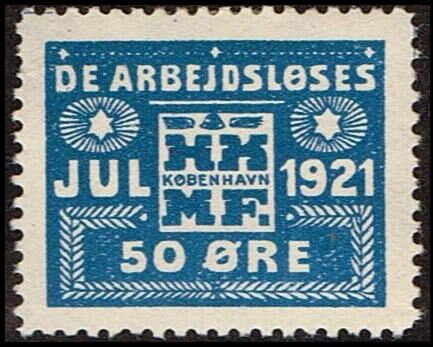 DE ARBEJDSLØSES
JUL 1921
HK
KØBENHAVN
MF.
50 ØRE